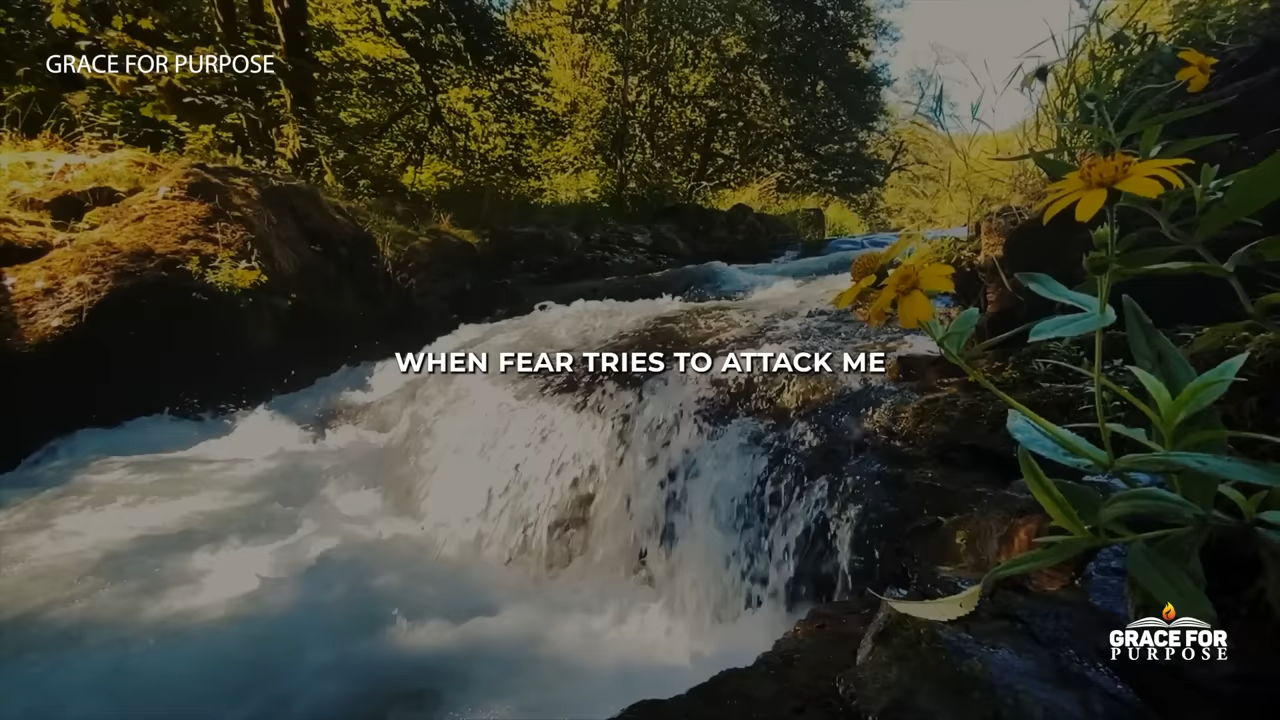 GRACE FOR PURPOSE
WHEN FEAR TRIES TO ATTACK ME
GRACE FOR
PURPOSE